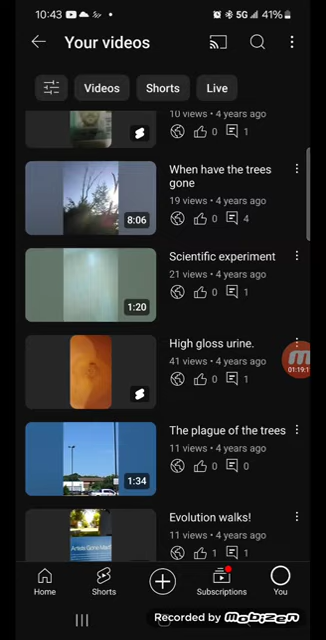 10:43 5G 41%
Your videos
Videos Shorts Live
10 views • 4 years ago
0 1
When have the trees
gone
8:06
19 views • 4 years ago
0 4
Scientific experiment
21 views • 4 years ago
1:20
0 1
High gloss urine.
41 views • 4 years ago
01:19:1
0 1
The plague of the trees
11 views • 4 years ago
1:34
0 0
Evolution walks!
11 views • 4 years ago
1 1
Home Shorts Subscriptions You
Recorded by MOBIZEN